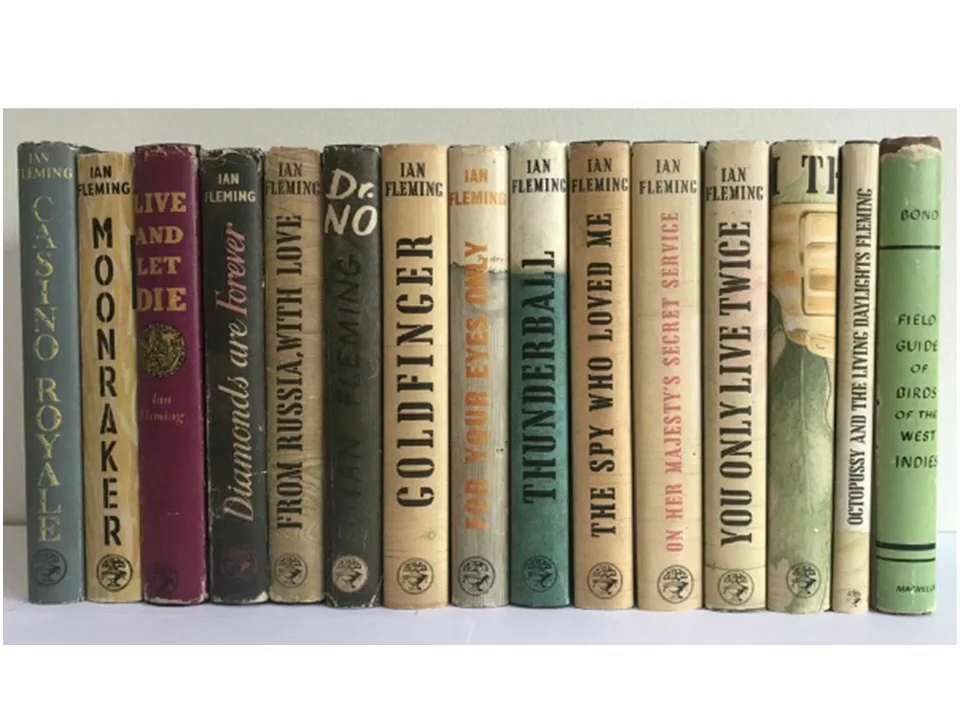 IAN
FLEMING
CASINO ROYALE
IAN
FLEMING
MOONRAKER
LIVE
AND
LET
DIE
Ian
Fleming
IAN
FLEMING
Diamonds are Forever
IAN
FLEMING
FROM RUSSIA, WITH LOVE
Dr.
NO
IAN FLEMING
IAN
FLEMING
GOLDFINGER
IAN
FLEMING
FOR YOUR EYES ONLY
IAN
FLEMING
THUNDERBALL
IAN
FLEMING
THE SPY WHO LOVED ME
IAN
FLEMING
ON HER MAJESTY'S SECRET SERVICE
IAN
FLEMING
YOU ONLY LIVE TWICE
TH
OCTOPUSSY AND THE LIVING DAYLIGHTS FLEMING
BOND
FIELD
GUIDE
OF
BIRDS
OF THE
WEST
INDIES